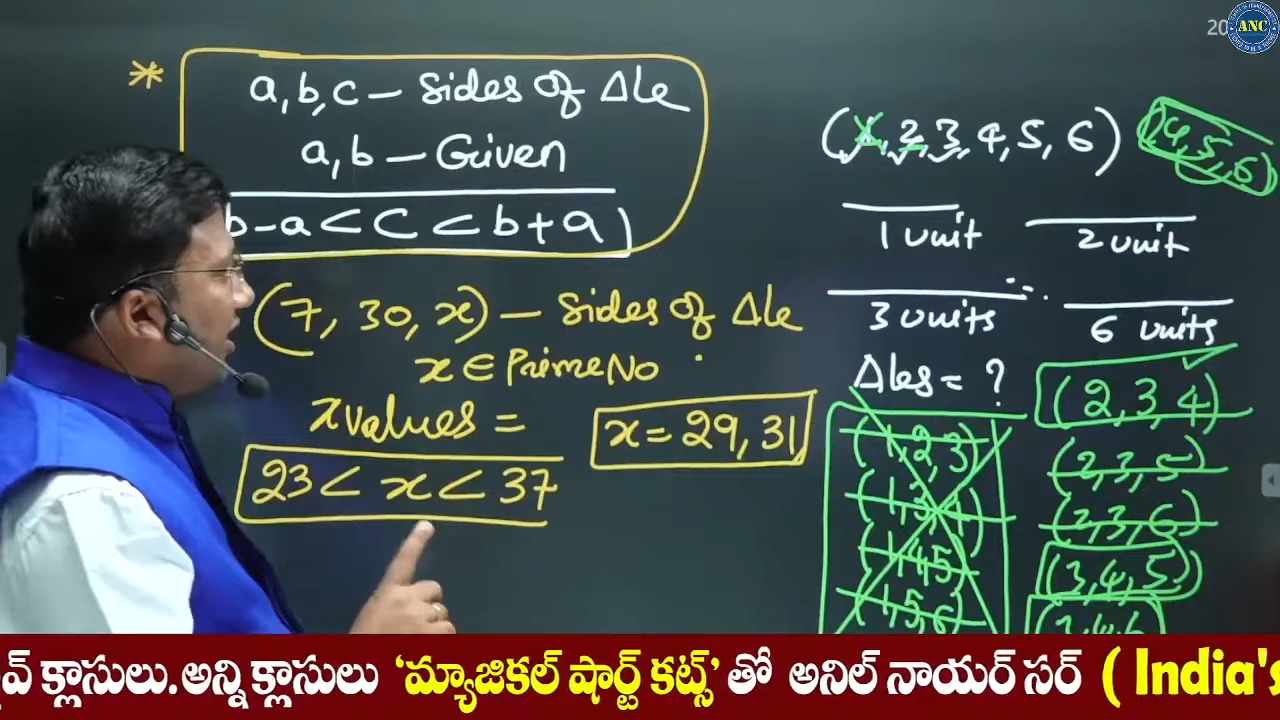 * a, b, c – Sides of Δle
a, b – Given
b-a < C < b+a
(7, 30, x) – Sides of Δle
x ∈ Prime No
x values =
x = 29, 31
23 < x < 37
20
ANC
(1, 2, 3, 4, 5, 6)
(4, 5, 6)
1 unit
2 unit
3 units
6 units
Δles = ?
(1, 2, 3)
(1, 3, 4)
(1, 4, 5)
(1, 5, 6)
(2, 3, 4) ✓
(2, 3, 5)
(2, 3, 6)
(3, 4, 5)
(3, 4, 6
వ్ క్లాసులు.అన్ని క్లాసులు ‘మ్యాజికల్ షార్ట్ కట్స్’ తో అనిల్ నాయర్ సర్ ( India's